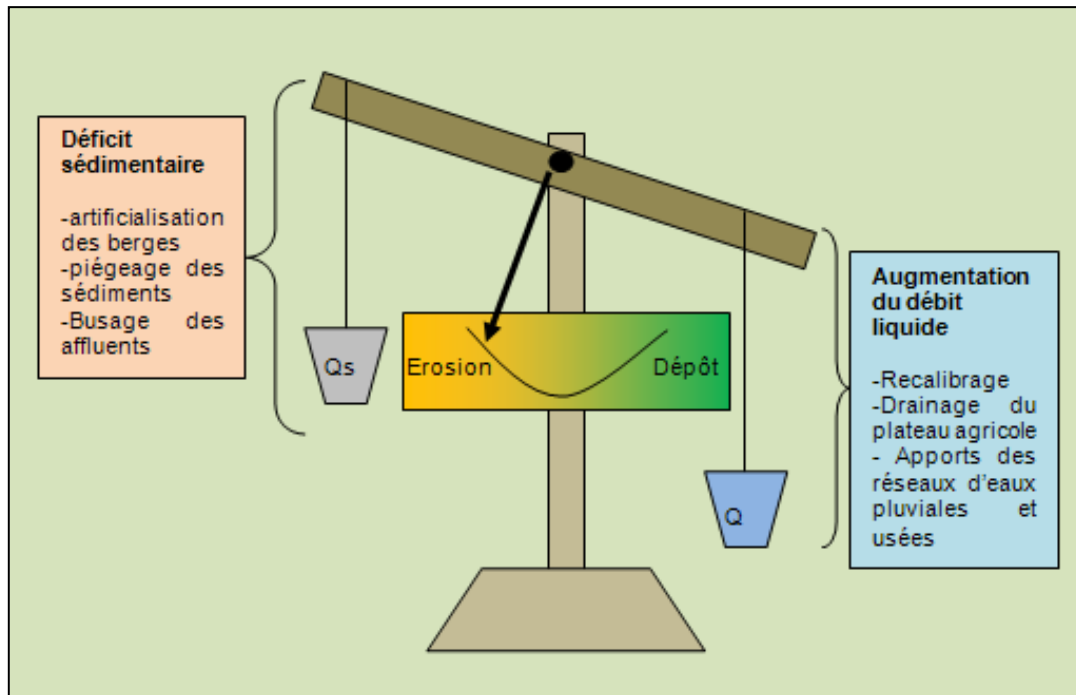 Déficit
sédimentaire
-artificialisation
des berges
-piégeage des
sédiments
-Busage des
affluents
Qs
Erosion
Dépôt
Q
Augmentation
du débit
liquide
-Recalibrage
-Drainage du
plateau agricole
- Apports des
réseaux d'eaux
pluviales et
usées